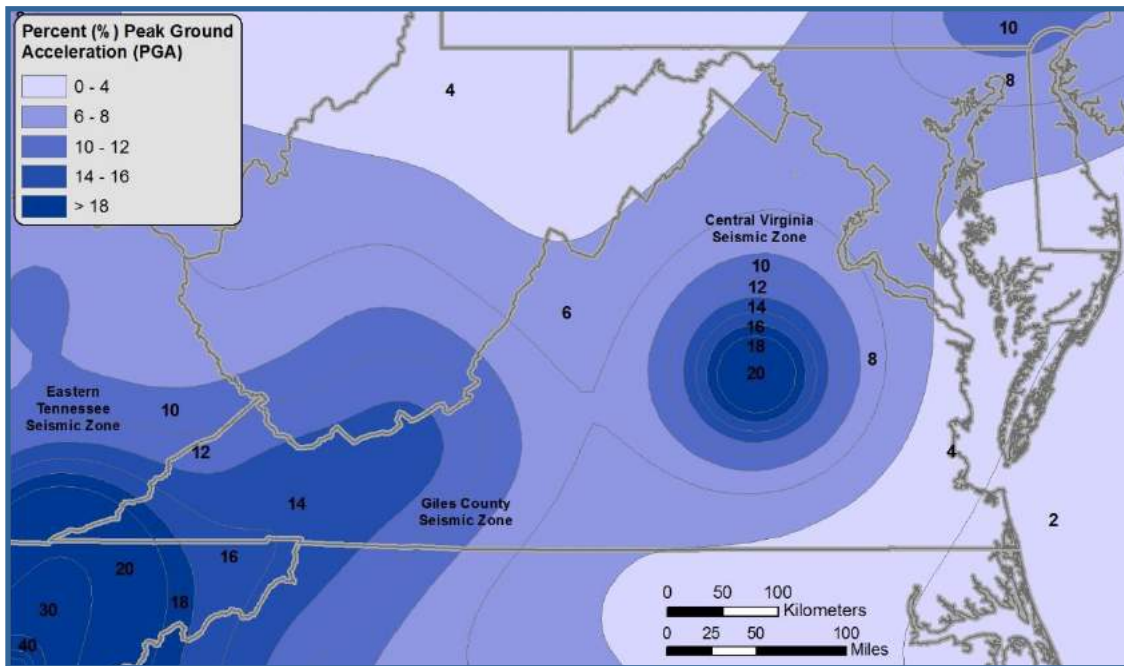 Percent (%) Peak Ground
Acceleration (PGA)
0 - 4
6 - 8
10 - 12
14 - 16
> 18
10
4
8
Central Virginia
Seismic Zone
10
12
14
16
18
20
6
8
Eastern
Tennessee
Seismic Zone
10
12
14
Giles County
Seismic Zone
4
2
16
20
18
30
40
0 50 100
Kilometers
0 25 50 100
Miles